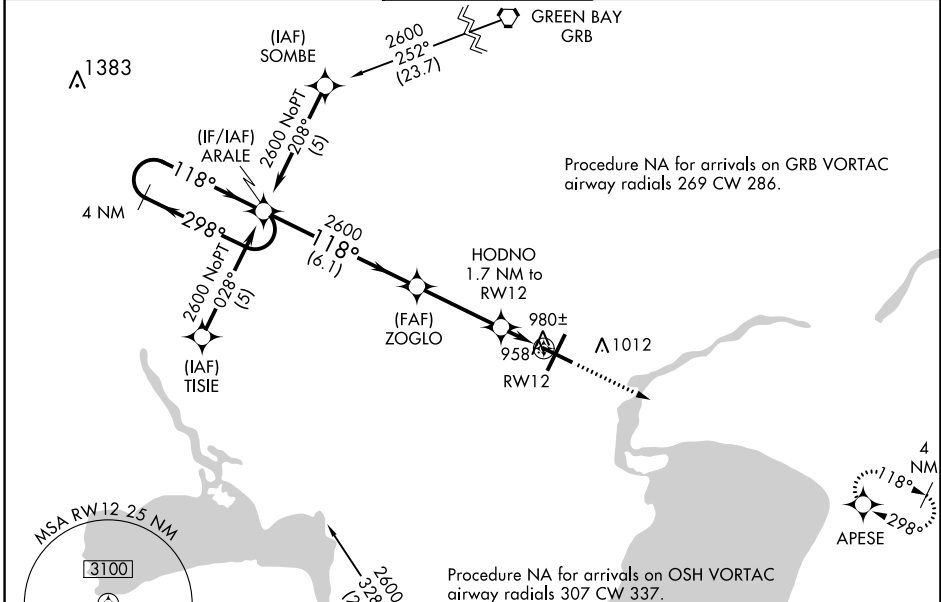 GREEN BAY
GRB
2600
252°
(23.7)
(IAF)
SOMBE
1383
2600 NoPT
208°
(5)
(IF/IAF)
ARALE
118°
4 NM
298°
2600 NoPT
028°
(5)
(IAF)
TISIE
2600
118°
(6.1)
(FAF)
ZOGLO
HODNO
1.7 NM to
RW12
980±
958
RW12
1012
Procedure NA for arrivals on GRB VORTAC
airway radials 269 CW 286.
4
NM
118°
298°
APESE
MSA RW12 25 NM
3100
2600
Procedure NA for arrivals on OSH VORTAC
airway radials 307 CW 337.